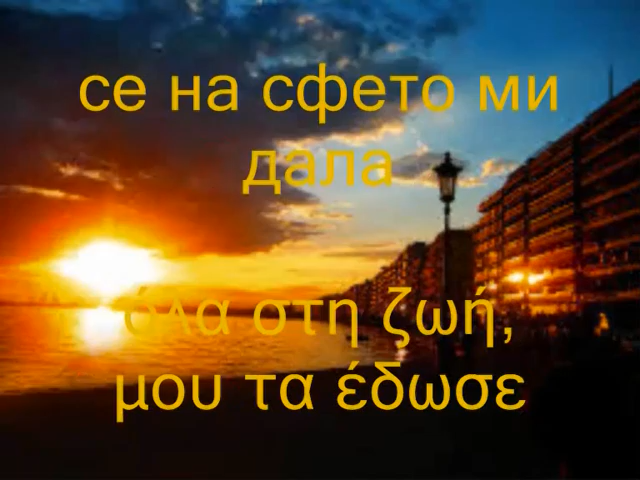 се на сфето ми
дала
όλα στη ζωή,
μου τα έδωσε